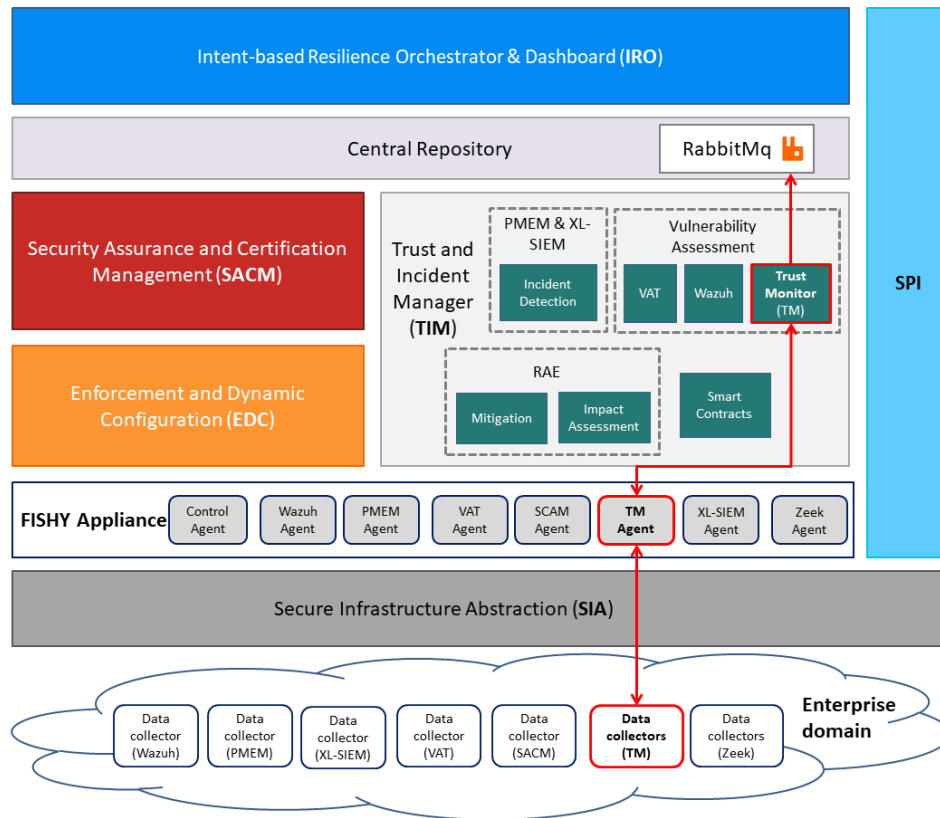 Intent-based Resilience Orchestrator & Dashboard (IRO)
SPI
Central Repository
RabbitMq
Security Assurance and Certification
Management (SACM)
Trust and
Incident
Manager
(TIM)
PMEM & XL-
SIEM
Incident
Detection
Vulnerability
Assessment
VAT
Wazuh
Trust
Monitor
(TM)
Enforcement and Dynamic
Configuration (EDC)
RAE
Mitigation
Impact
Assessment
Smart
Contracts
FISHY Appliance
Control
Agent
Wazuh
Agent
PMEM
Agent
VAT
Agent
SCAM
Agent
TM
Agent
XL-SIEM
Agent
Zeek
Agent
Secure Infrastructure Abstraction (SIA)
Enterprise
domain
Data
collector
(Wazuh)
Data
collector
(PMEM)
Data
collector
(XL-SIEM)
Data
collector
(VAT)
Data
collector
(SACM)
Data
collectors
(TM)
Data
collectors
(Zeek)